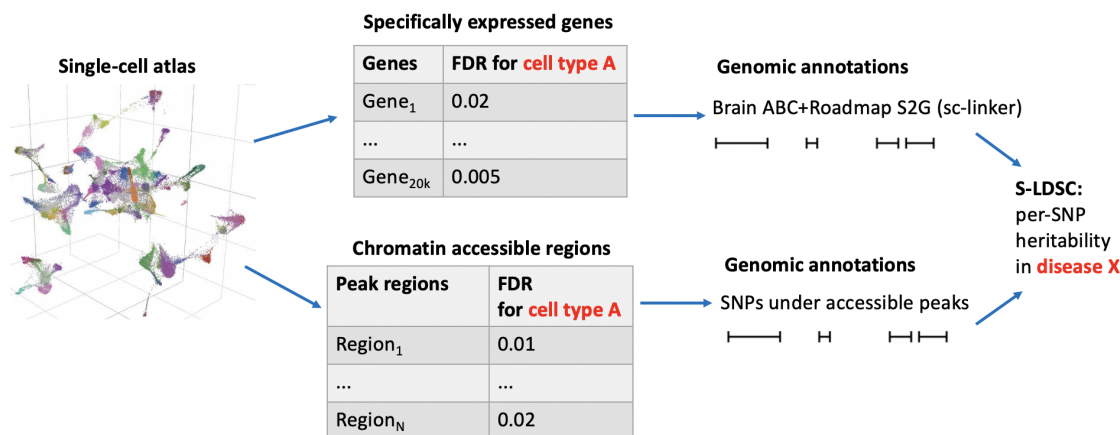 Single-cell atlas
Specifically expressed genes
Genes FDR for cell type A
Gene1 0.02
... ...
Gene20k 0.005
Chromatin accessible regions
Peak regions FDR
for cell type A
Region1 0.01
... ...
RegionN 0.02
Genomic annotations
Brain ABC+Roadmap S2G (sc-linker)
Genomic annotations
SNPs under accessible peaks
S-LDSC:
per-SNP
heritability
in disease X